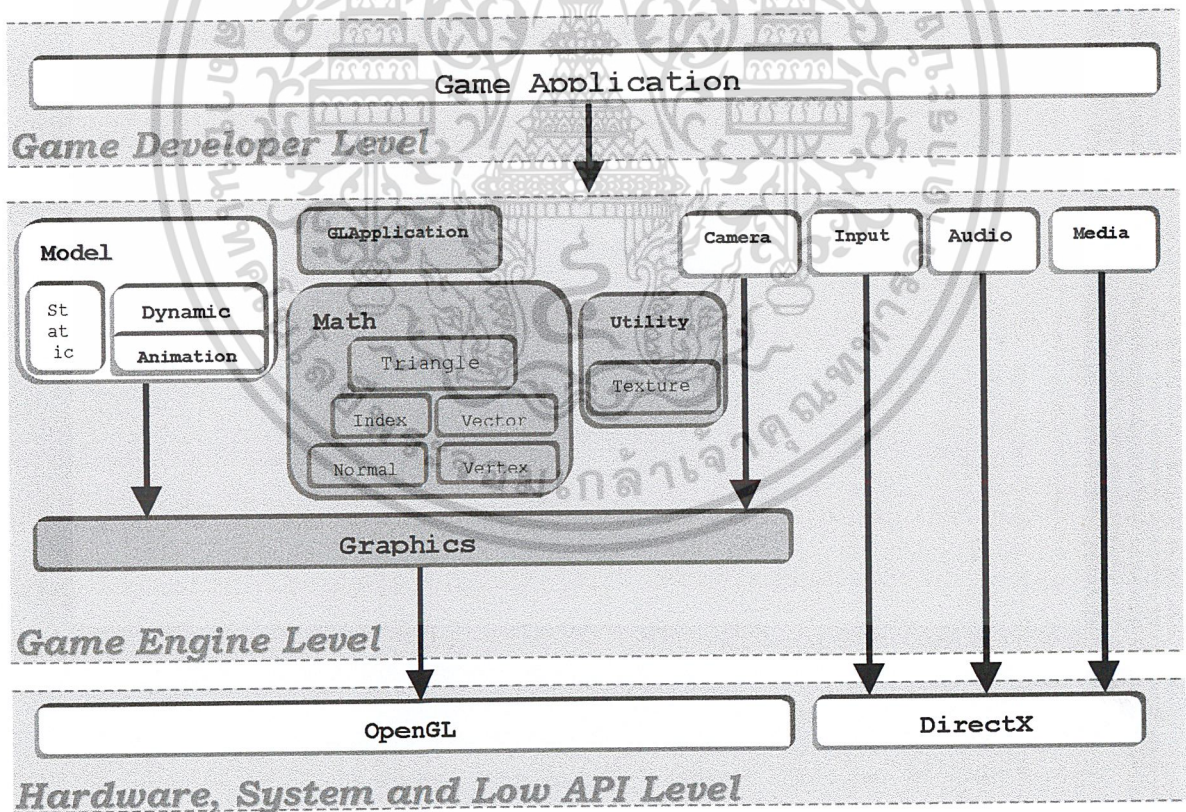 Game Application
Game Developer Level
Model
St
at
ic
Dynamic
Animation
GLApplication
Math
Triangle
Index
Vector
Normal
Vertex
Utility
Texture
Camera
Input
Audio
Media
Graphics
Game Engine Level
OpenGL
DirectX
Hardware, System and Low API Level